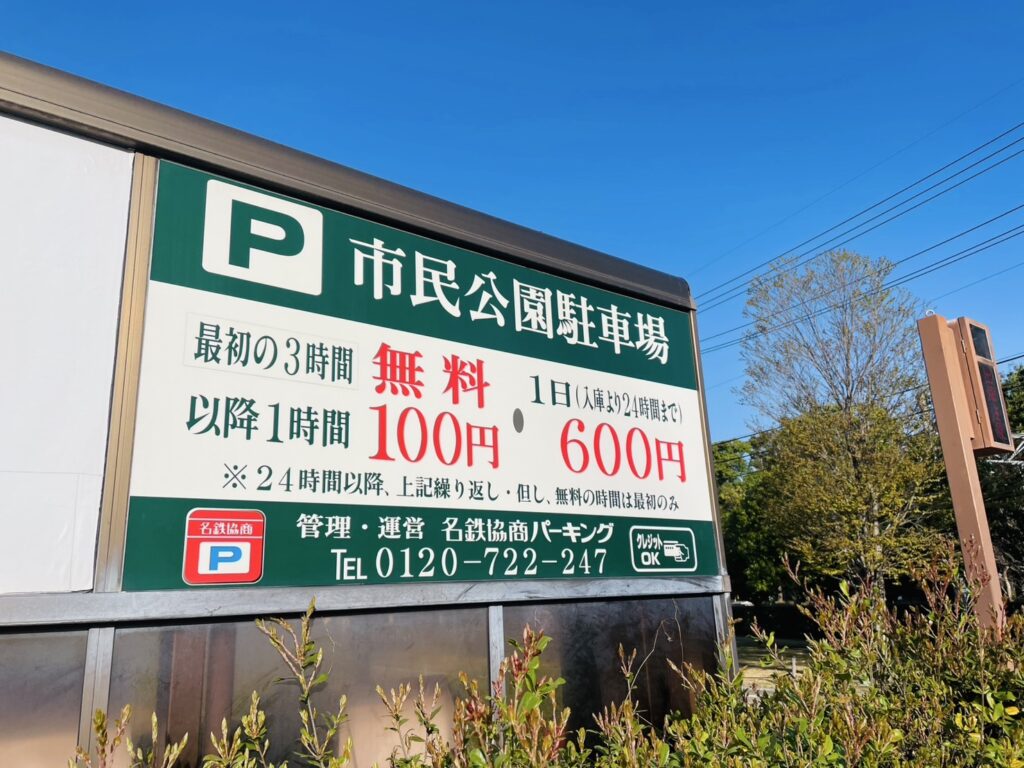 P 市民公園駐車場
最初の3時間 無料
以降1時間 100円
1日(入庫より24時間まで)
600円
※24時間以降、上記繰り返し・但し、無料の時間は最初のみ
名鉄協商
P
管理・運営 名鉄協商パーキング
TEL 0120-722-247
クレジット
OK